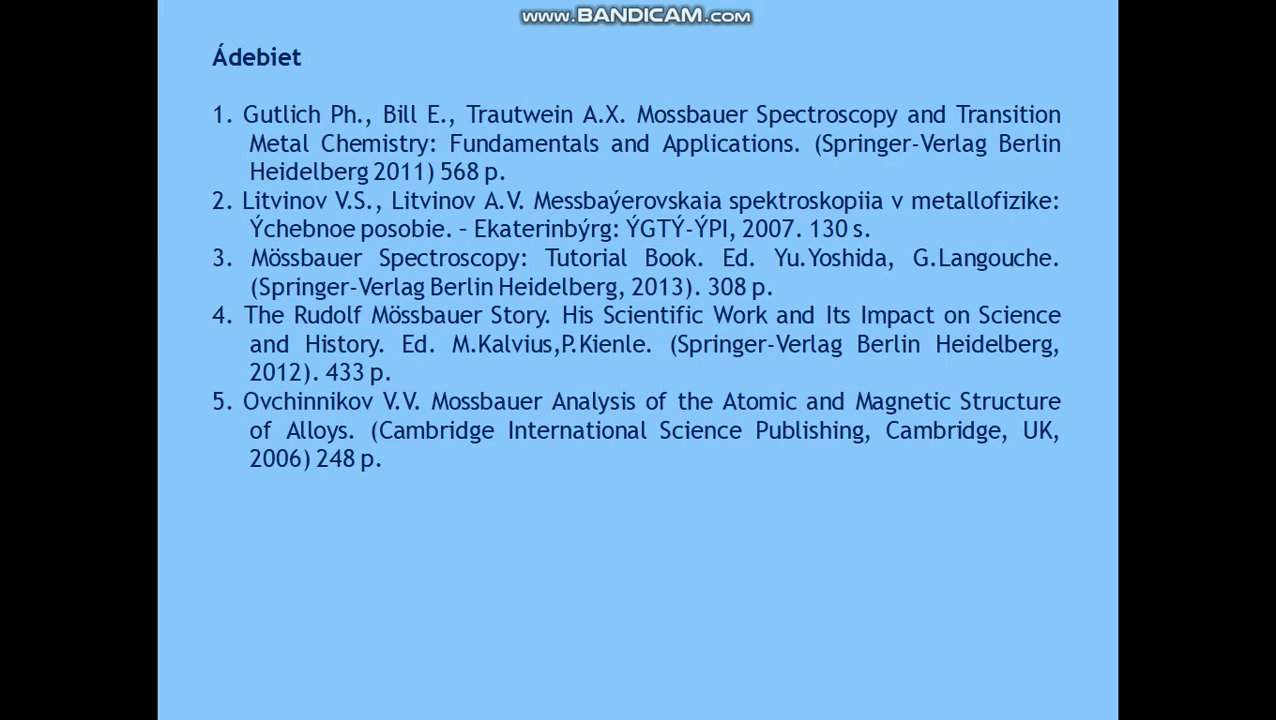 www.BANDICAM.com
Ádebiet
1. Gutlich Ph., Bill E., Trautwein A.X. Mossbauer Spectroscopy and Transition
Metal Chemistry: Fundamentals and Applications. (Springer-Verlag Berlin
Heidelberg 2011) 568 p.
2. Litvinov V.S., Litvinov A.V. Messbaýerovskaia spektroskopiia v metallofizike:
Ýchebnoe posobie. – Ekaterinbýrg: ÝGTÝ-ÝPI, 2007. 130 s.
3. Mössbauer Spectroscopy: Tutorial Book. Ed. Yu.Yoshida, G.Langouche.
(Springer-Verlag Berlin Heidelberg, 2013). 308 p.
4. The Rudolf Mössbauer Story. His Scientific Work and Its Impact on Science
and History. Ed. M.Kalvius,P.Kienle. (Springer-Verlag Berlin Heidelberg,
2012). 433 p.
5. Ovchinnikov V.V. Mossbauer Analysis of the Atomic and Magnetic Structure
of Alloys. (Cambridge International Science Publishing, Cambridge, UK,
2006) 248 p.